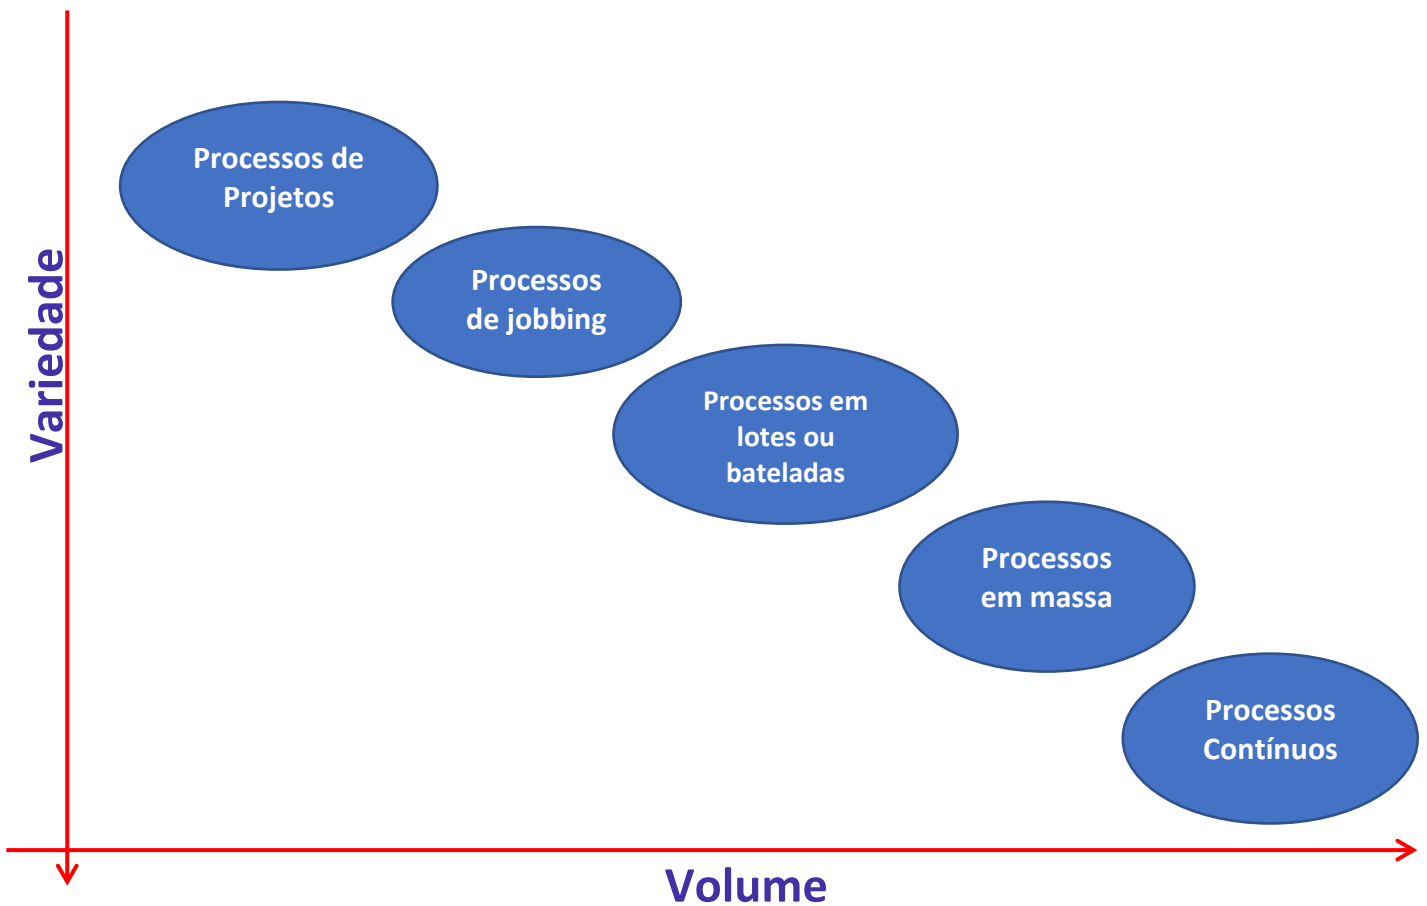 Processos de
Projetos
Processos
de jobbing
Variedade
Processos em
lotes ou
bateladas
Processos
em massa
Processos
Contínuos
Volume